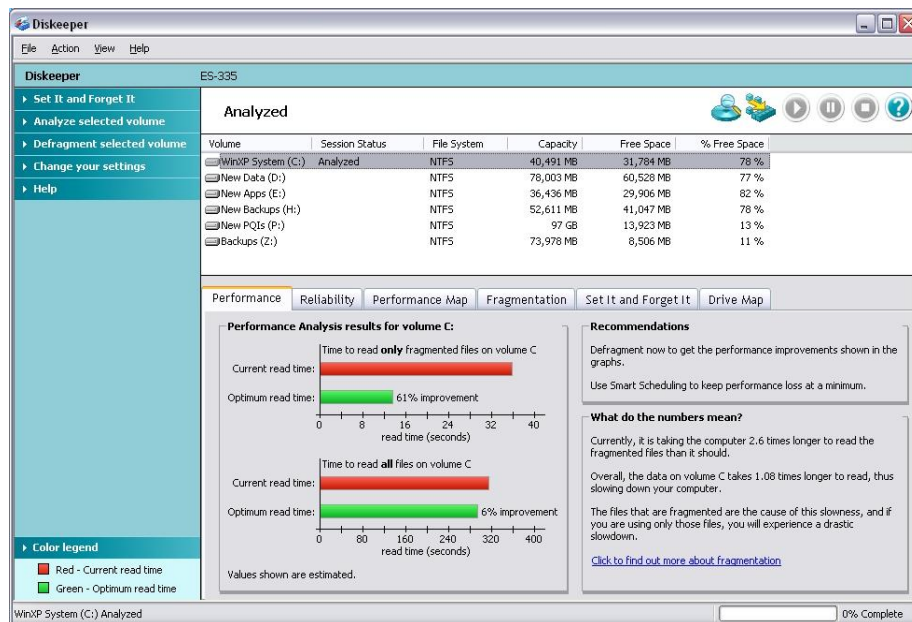 Diskeeper
File Action View Help
Diskeeper ES-335
Set It and Forget It
Analyze selected volume
Defragment selected volume
Change your settings
Help
Analyzed
Volume Session Status File System Capacity Free Space % Free Space
WinXP System (C:) Analyzed NTFS 40,491 MB 31,784 MB 78 %
New Data (D:) NTFS 78,003 MB 60,528 MB 77 %
New Apps (E:) NTFS 36,436 MB 29,906 MB 82 %
New Backups (H:) NTFS 52,611 MB 41,047 MB 78 %
New PQIs (P:) NTFS 97 GB 13,923 MB 13 %
Backups (Z:) NTFS 73,978 MB 8,506 MB 11 %
Performance Reliability Performance Map Fragmentation Set It and Forget It Drive Map
Performance Analysis results for volume C:
Time to read only fragmented files on volume C
Current read time:
Optimum read time: 61% improvement
0 8 16 24 32 40
read time (seconds)
Time to read all files on volume C
Current read time:
Optimum read time: 6% improvement
0 80 160 240 320 400
read time (seconds)
Values shown are estimated.
Recommendations
Defragment now to get the performance improvements shown in the
graphs.
Use Smart Scheduling to keep performance loss at a minimum.
What do the numbers mean?
Currently, it is taking the computer 2.6 times longer to read the
fragmented files than it should.
Overall, the data on volume C takes 1.08 times longer to read, thus
slowing down your computer.
The files that are fragmented are the cause of this slowness, and if
you are using only those files, you will experience a drastic
slowdown.
Click to find out more about fragmentation
Color legend
Red - Current read time
Green - Optimum read time
WinXP System (C:) Analyzed 0% Complete